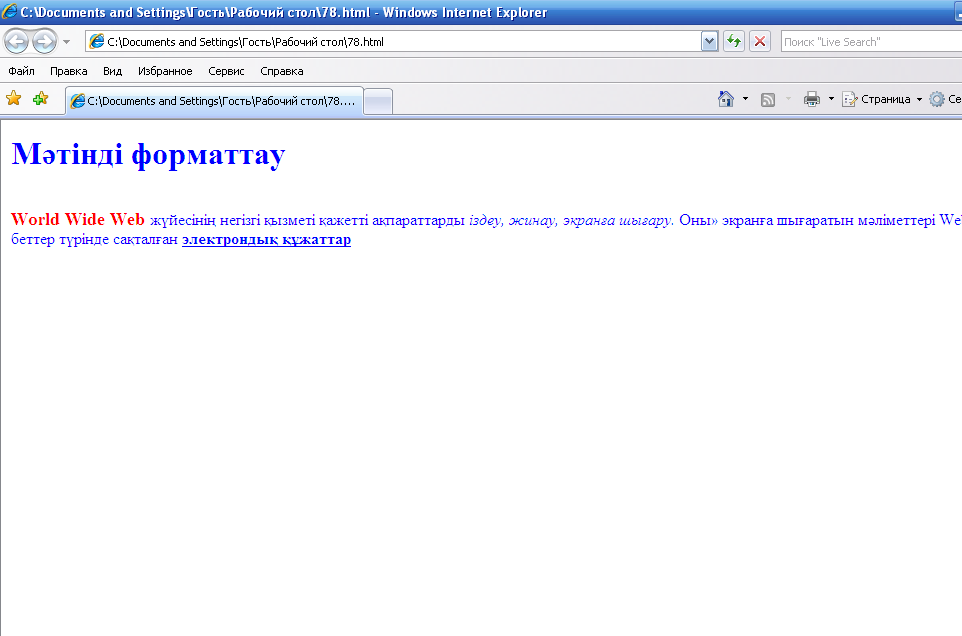 C:\Documents and Settings\Гость\Рабочий стол\78.html - Windows Internet Explorer
C:\Documents and Settings\Гость\Рабочий стол\78.html Поиск "Live Search"
Файл Правка Вид Избранное Сервис Справка
C:\Documents and Settings\Гость\Рабочий стол\78.... Страница Се
Мәтінді форматтау
World Wide Web жүйесінің негізгі қызметі қажетті ақпараттарды іздеу, жинау, экранға шығару. Оны» экранға шығаратын мәліметтері We
беттер түрінде сақталған электрондық құжаттар